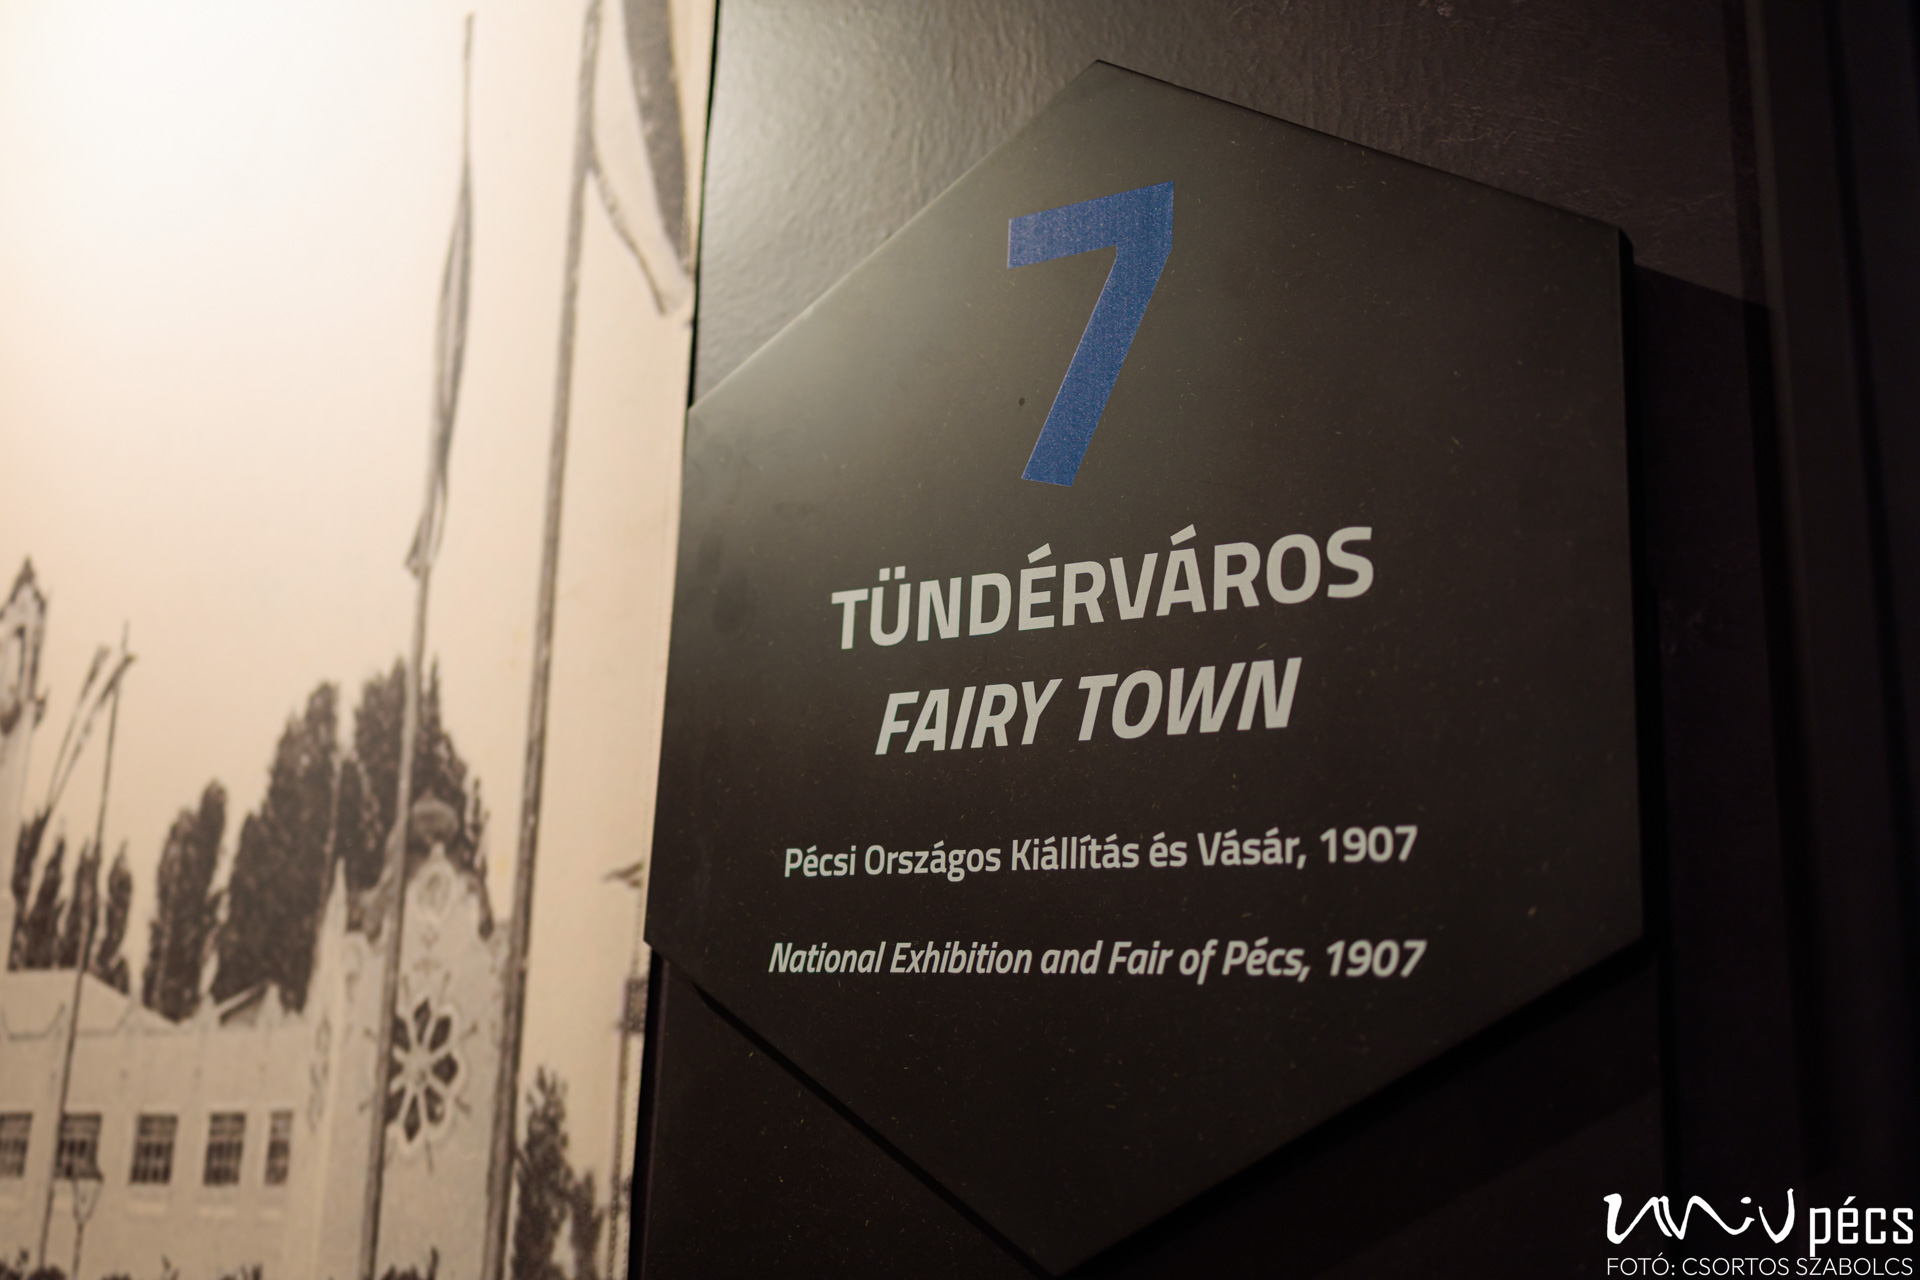 7
TÜNDÉRVÁROS
FAIRY TOWN
Pécsi Országos Kiállítás és Vásár, 1907
National Exhibition and Fair of Pécs, 1907
univ pécs
FOTÓ: CSORTOS SZABOLCS